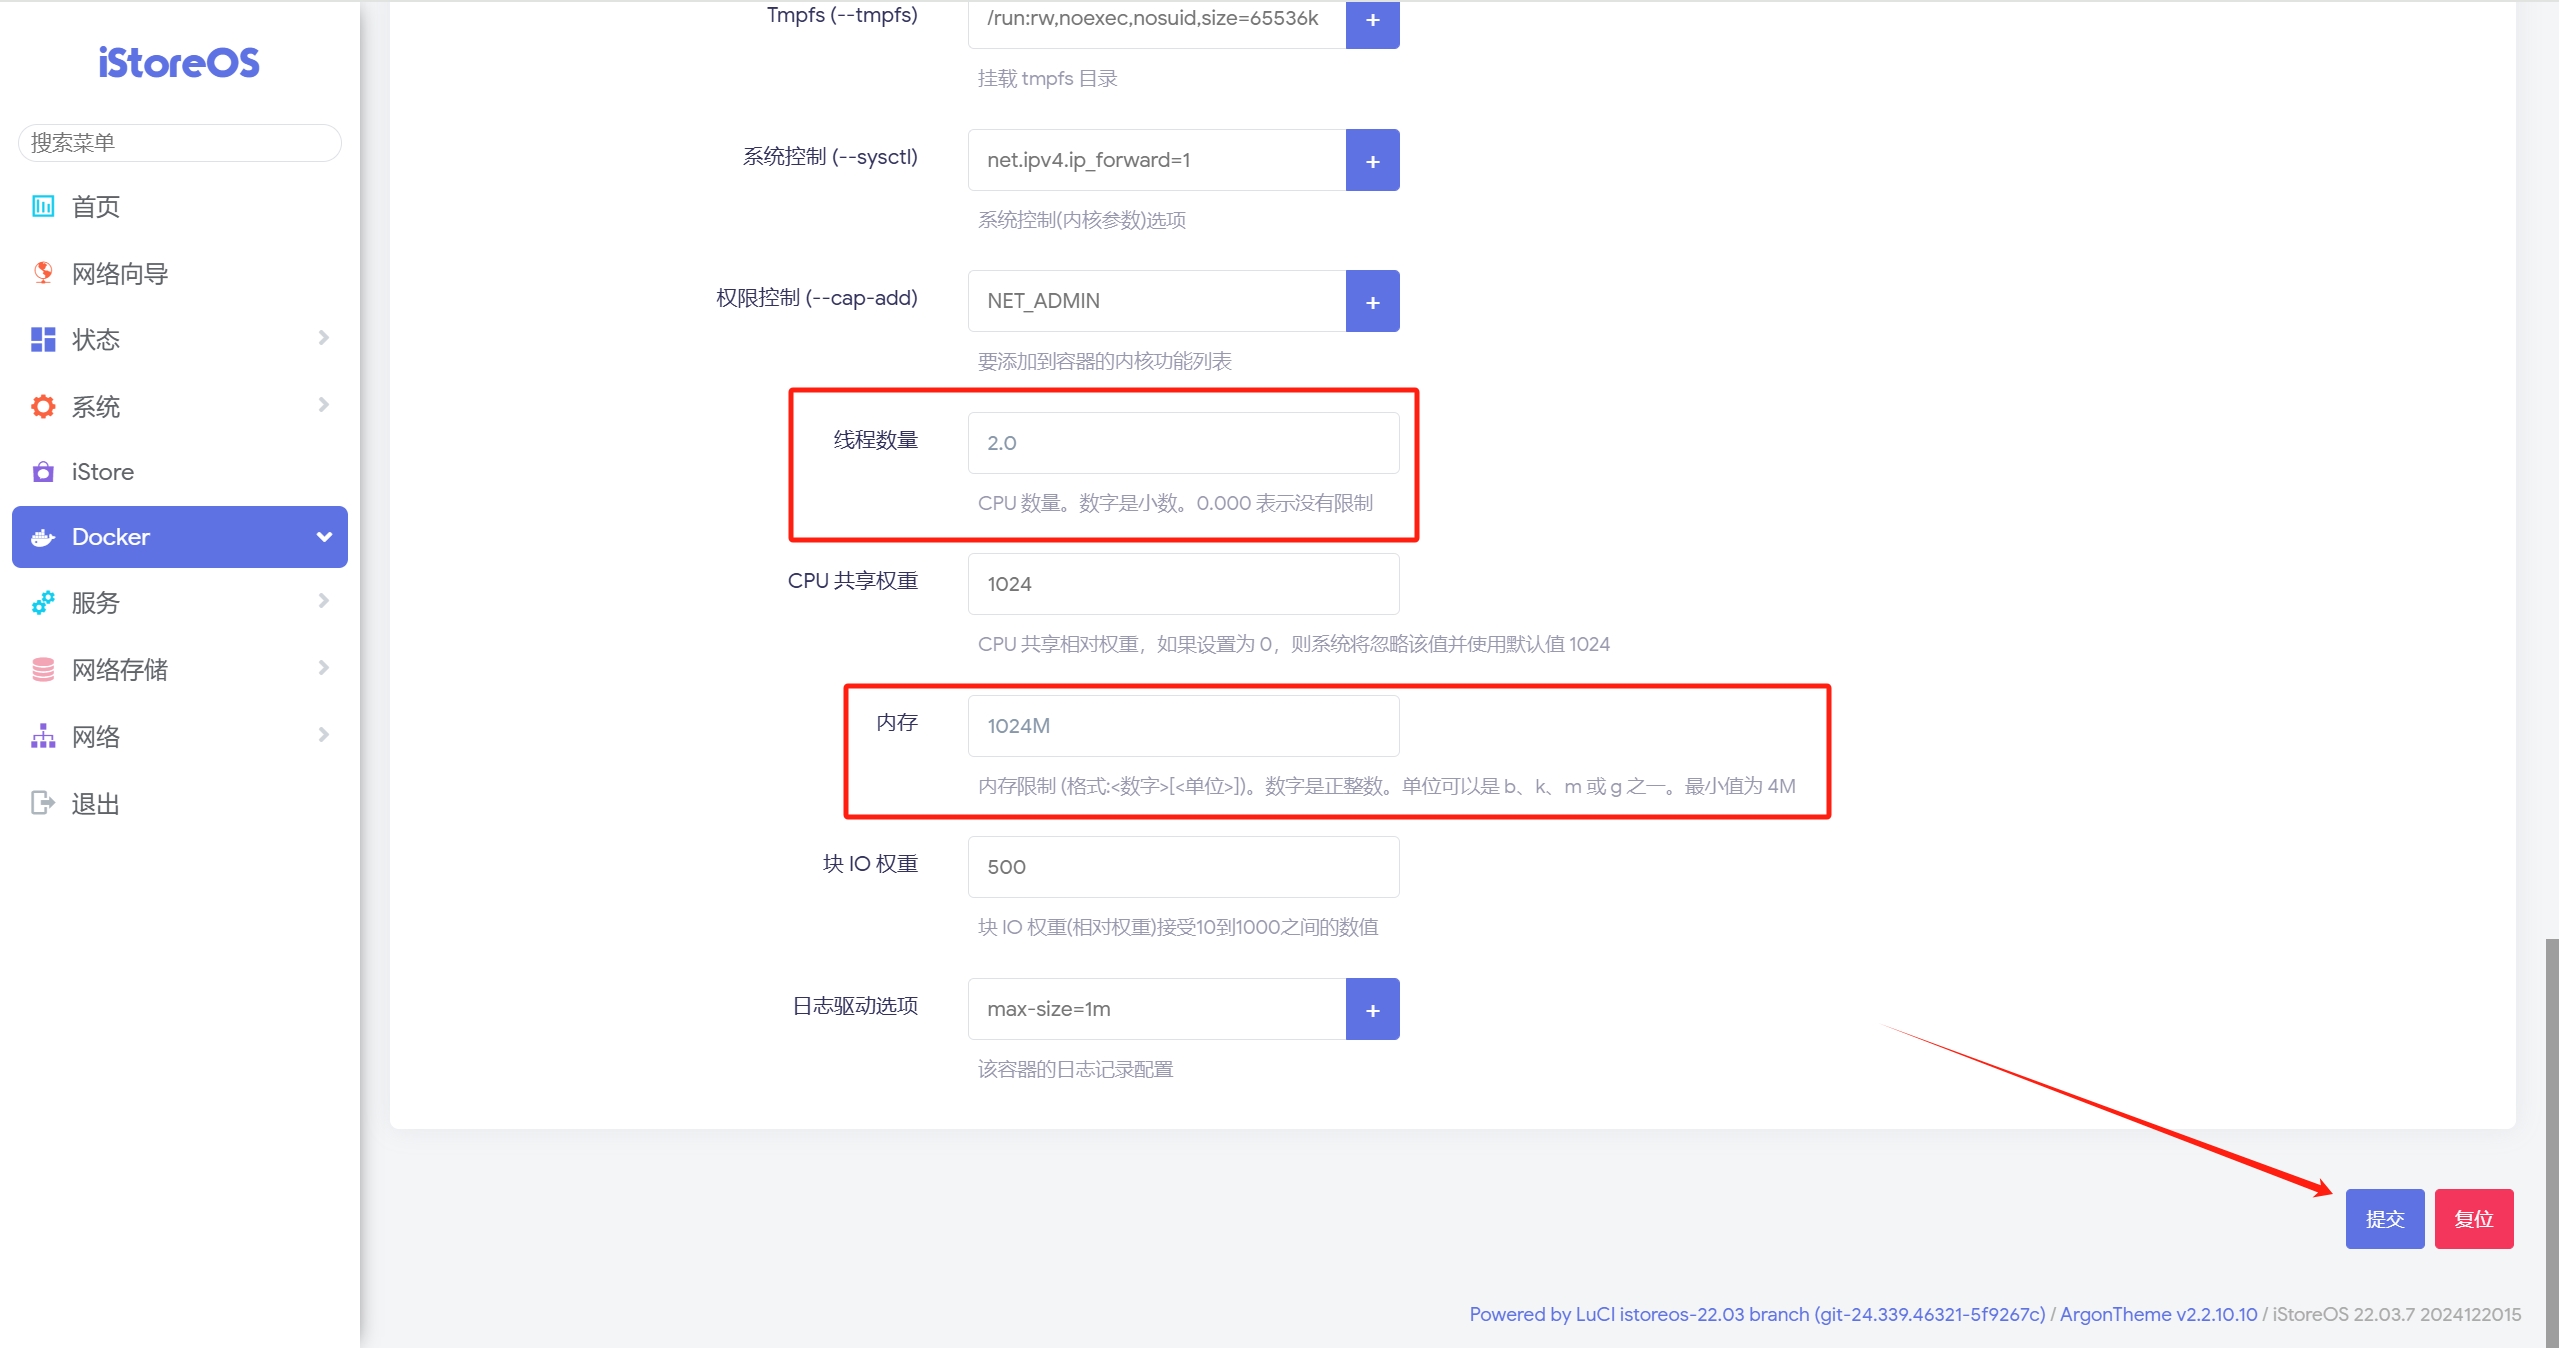 iStoreOS
搜索菜单
首页
网络向导
状态
系统
iStore
Docker
服务
网络存储
网络
退出
Tmpfs (--tmpfs)
/run:rw,noexec,nosuid,size=65536k
+
挂载 tmpfs 目录
系统控制 (--sysctl)
net.ipv4.ip_forward=1
+
系统控制(内核参数)选项
权限控制 (--cap-add)
NET_ADMIN
+
要添加到容器的内核功能列表
线程数量
2.0
CPU 数量。数字是小数。0.000 表示没有限制
CPU 共享权重
1024
CPU 共享相对权重，如果设置为 0，则系统将忽略该值并使用默认值 1024
内存
1024M
内存限制 (格式:<数字>[<单位>])。数字是正整数。单位可以是 b、k、m 或 g 之一。最小值为 4M
块 IO 权重
500
块 IO 权重(相对权重)接受10到1000之间的数值
日志驱动选项
max-size=1m
+
该容器的日志记录配置
提交
复位
Powered by LuCI istoreos-22.03 branch (git-24.339.46321-5f9267c) / ArgonTheme v2.2.10.10 / iStoreOS 22.03.7 2024122015